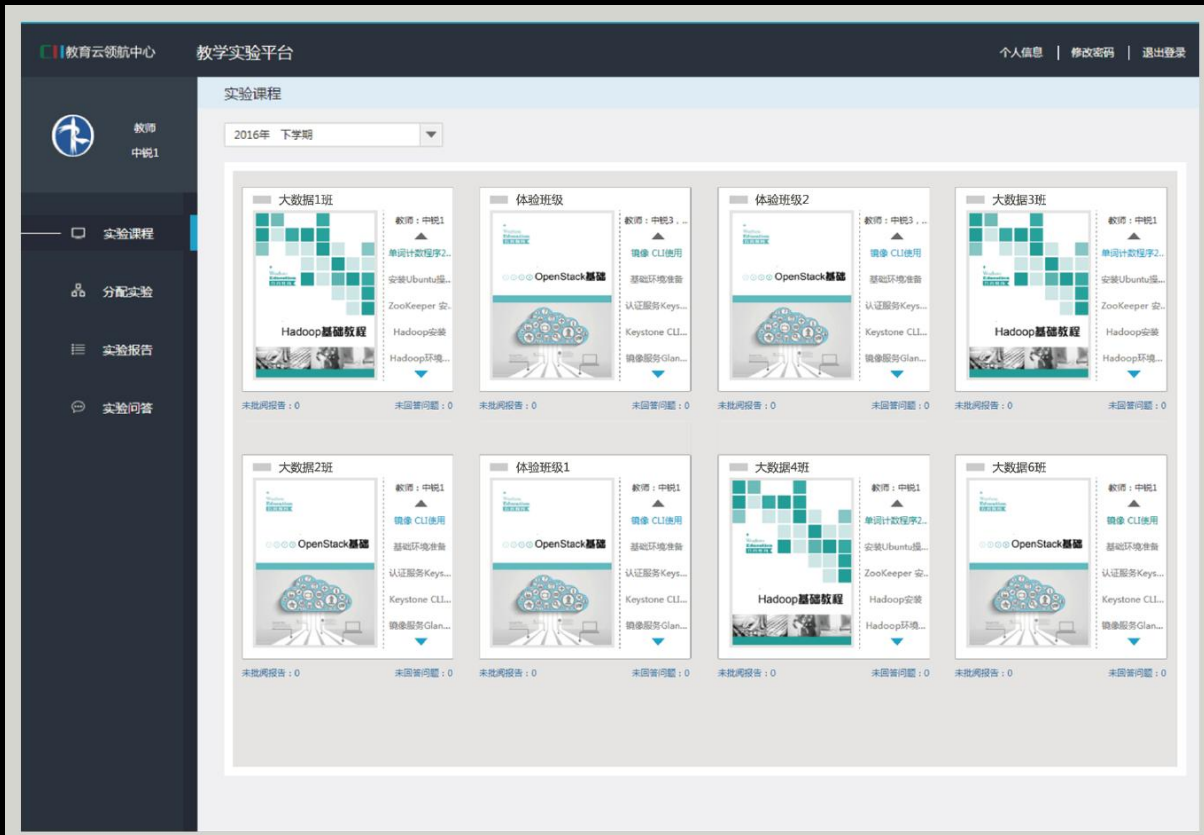 教育云领航中心
教学实验平台
个人信息 | 修改密码 | 退出登录
教师
中锐1
实验课程
分配实验
实验报告
实验问答
实验课程
2016年 下学期
大数据1班
教师：中锐1
单词计数程序2...
安装Ubuntu操...
ZooKeeper 安...
Hadoop安装
Hadoop环境...
Hadoop基础教程
未批阅报告：0
未回答问题：0
体验班级
教师：中锐3，..
镜像 CLI使用
基础环境准备
认证服务Keys...
Keystone CLI...
镜像服务Glan...
OpenStack基础
未批阅报告：0
未回答问题：0
体验班级2
教师：中锐3，..
镜像 CLI使用
基础环境准备
认证服务Keys...
Keystone CLI...
镜像服务Glan...
OpenStack基础
未批阅报告：0
未回答问题：0
大数据3班
教师：中锐1
单词计数程序2...
安装Ubuntu操...
ZooKeeper 安...
Hadoop安装
Hadoop环境...
Hadoop基础教程
未批阅报告：0
未回答问题：0
大数据2班
教师：中锐1
镜像 CLI使用
基础环境准备
认证服务Keys...
Keystone CLI...
镜像服务Glan...
OpenStack基础
未批阅报告：0
未回答问题：0
体验班级1
教师：中锐1
镜像 CLI使用
基础环境准备
认证服务Keys...
Keystone CLI...
镜像服务Glan...
OpenStack基础
未批阅报告：0
未回答问题：0
大数据4班
教师：中锐1
单词计数程序2...
安装Ubuntu操...
ZooKeeper 安...
Hadoop安装
Hadoop环境...
Hadoop基础教程
未批阅报告：0
未回答问题：0
大数据6班
教师：中锐1
镜像 CLI使用
基础环境准备
认证服务Keys...
Keystone CLI...
镜像服务Glan...
OpenStack基础
未批阅报告：0
未回答问题：0